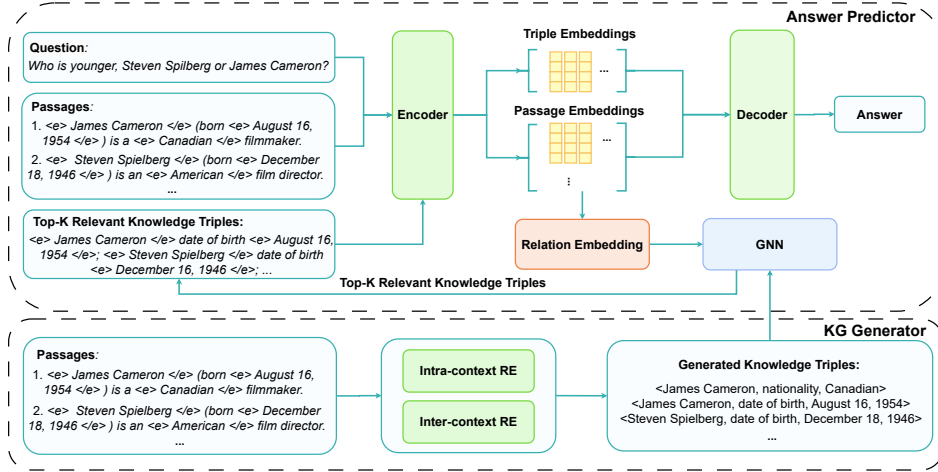 Answer Predictor
Question:
Who is younger, Steven Spilberg or James Cameron?
Passages:
1. <e> James Cameron </e> (born <e> August 16,
1954 </e> ) is a <e> Canadian </e> filmmaker.
2. <e> Steven Spielberg </e> (born <e> December
18, 1946 </e> ) is an <e> American </e> film director.
...
Top-K Relevant Knowledge Triples:
<e> James Cameron </e> date of birth <e> August 16,
1954 </e>; <e> Steven Spielberg </e> date of birth
<e> December 16, 1946 </e>; ...
Encoder
Triple Embeddings
...
Passage Embeddings
...
...
Decoder
Answer
Relation Embedding
GNN
Top-K Relevant Knowledge Triples
KG Generator
Passages:
1. <e> James Cameron </e> (born <e> August 16,
1954 </e> ) is a <e> Canadian </e> filmmaker.
2. <e> Steven Spielberg </e> (born <e> December
18, 1946 </e> ) is an <e> American </e> film director.
...
Intra-context RE
Inter-context RE
Generated Knowledge Triples:
<James Cameron, nationality, Canadian>
<James Cameron, date of birth, August 16, 1954>
<Steven Spielberg, date of birth, December 18, 1946>
...